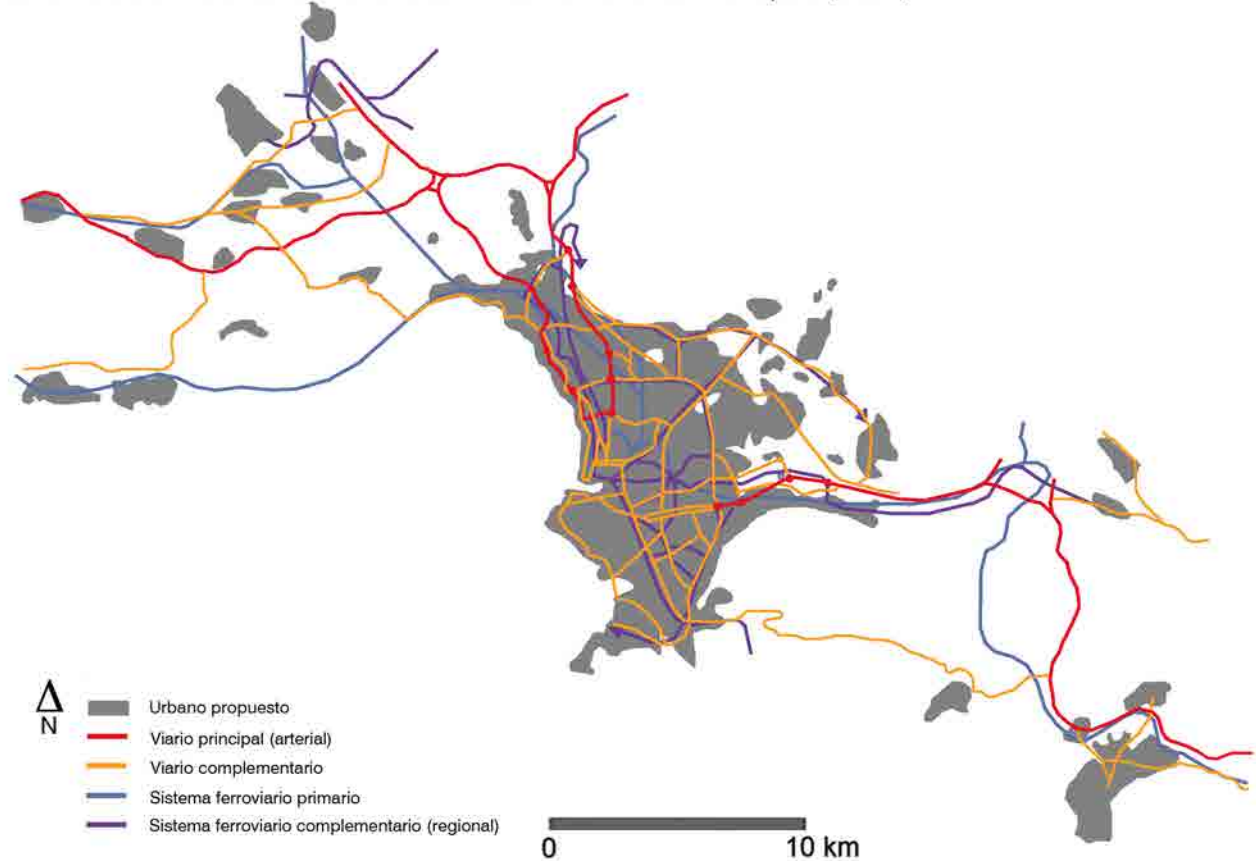 Δ
N
Urbano propuesto
Viario principal (arterial)
Viario complementario
Sistema ferroviario primario
Sistema ferroviario complementario (regional)
0 10 km